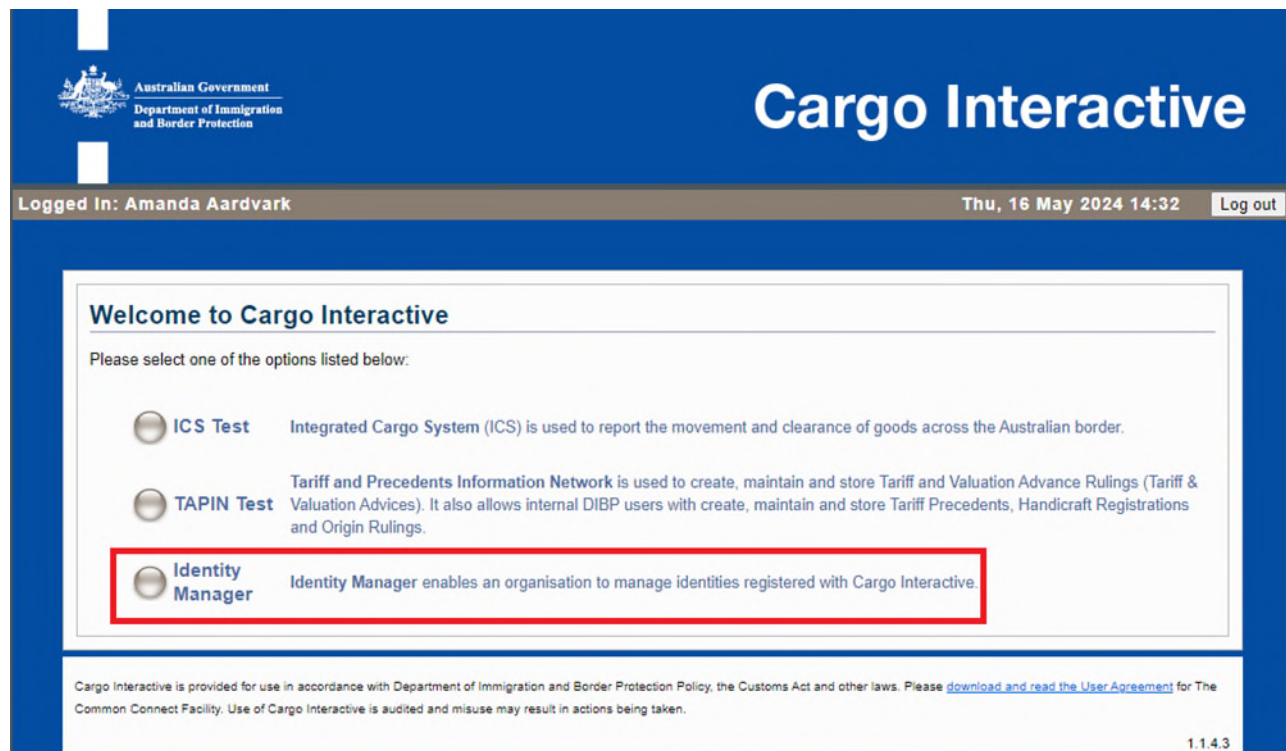 Australian Government
Department of Immigration
and Border Protection
Cargo Interactive
Logged In: Amanda Aardvark
Thu, 16 May 2024 14:32
Log out
Welcome to Cargo Interactive
Please select one of the options listed below:
ICS Test
Integrated Cargo System (ICS) is used to report the movement and clearance of goods across the Australian border.
TAPIN Test
Tariff and Precedents Information Network is used to create, maintain and store Tariff and Valuation Advance Rulings (Tariff &
Valuation Advices). It also allows internal DIBP users with create, maintain and store Tariff Precedents, Handicraft Registrations
and Origin Rulings.
Identity
Manager
Identity Manager enables an organisation to manage identities registered with Cargo Interactive.
Cargo Interactive is provided for use in accordance with Department of Immigration and Border Protection Policy, the Customs Act and other laws. Please download and read the User Agreement for The
Common Connect Facility. Use of Cargo Interactive is audited and misuse may result in actions being taken.
1.1.4.3